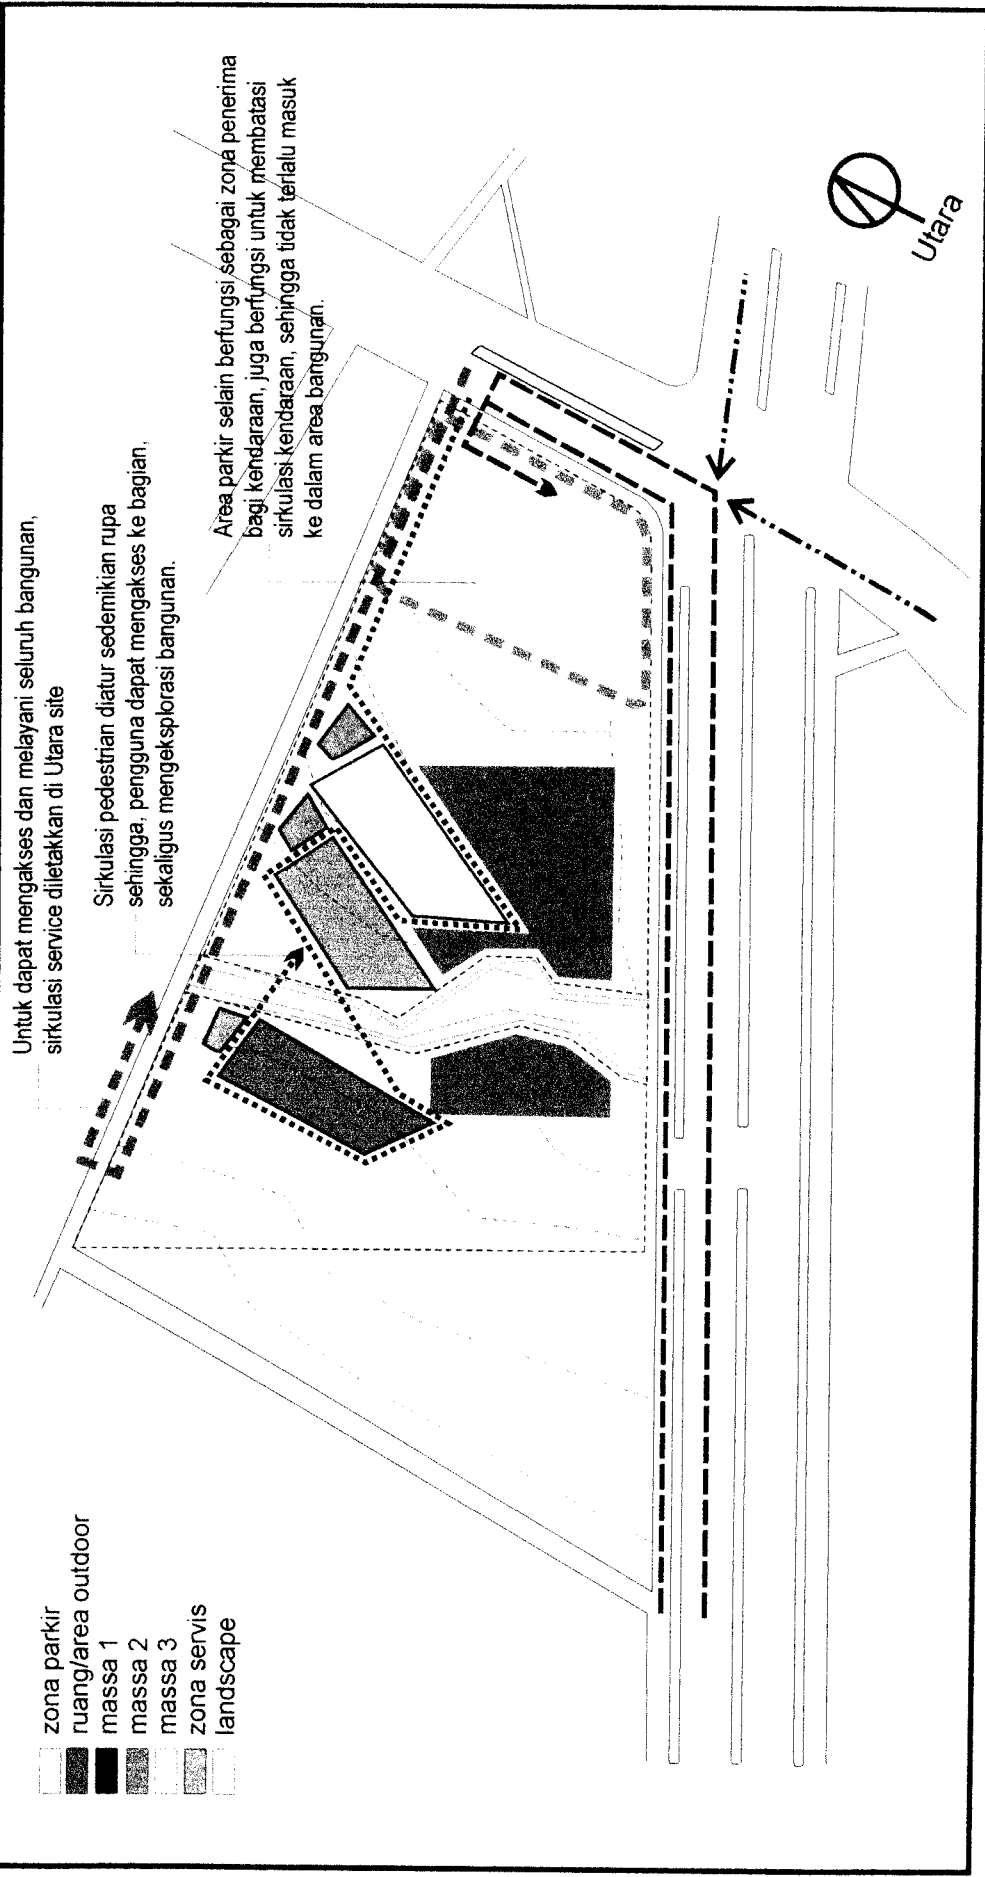 Untuk dapat mengakses dan melayani seluruh bangunan,
sirkulasi service diletakkan di Utara site
Sirkulasi pedestrian diatur sedemikian rupa
sehingga, pengguna dapat mengakses ke bagian,
sekaligus mengeksplorasi bangunan.
Area parkir selain berfungsi sebagai zona penerima
bagi kendaraan, juga berfungsi untuk membatasi
sirkulasi kendaraan, sehingga tidak terlalu masuk
ke dalam area bangunan.
zona parkir
ruang/area outdoor
massa 1
massa 2
massa 3
zona servis
landscape
Utara